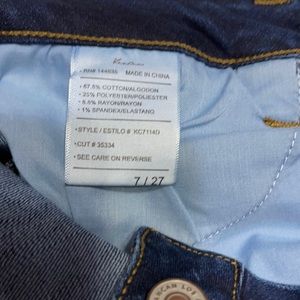 Kancan
RN# 144835
MADE IN CHINA
• 67.5% COTTON/ALGODON
• 25% POLYESTER/POLIESTER
• 6.5% RAYON/RAYON
• 1% SPANDEX/ELASTANO
• STYLE / ESTILO # KC7114D
• CUT # 35334
• SEE CARE ON REVERSE
7 / 27